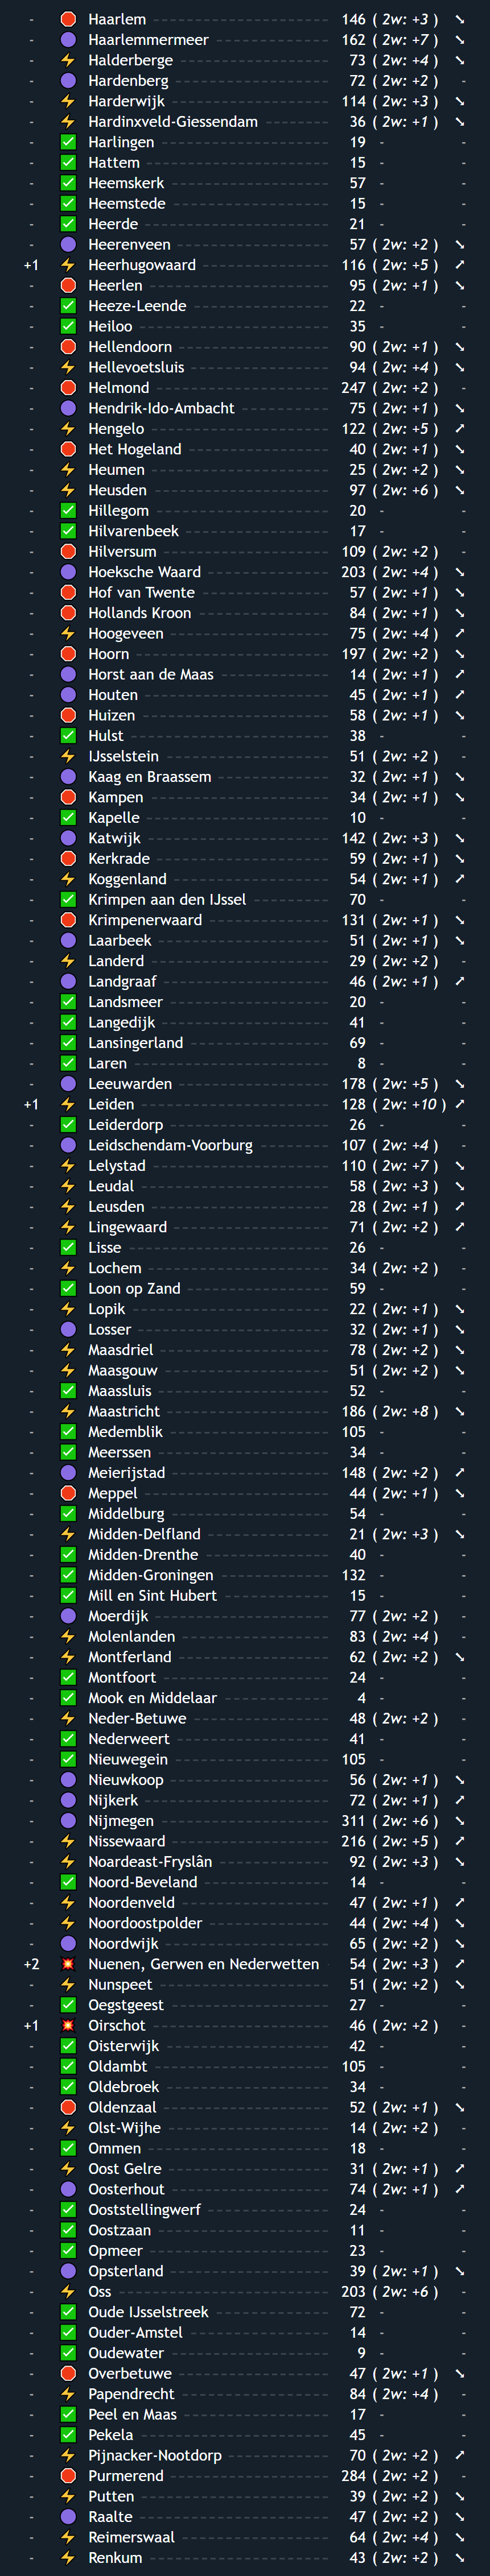 - Haarlem 146 ( 2w: +3 ) ↘
- Haarlemmermeer 162 ( 2w: +7 ) ↘
- Halderberge 73 ( 2w: +4 ) ↘
- Hardenberg 72 ( 2w: +2 ) -
- Harderwijk 114 ( 2w: +3 ) ↘
- Hardinxveld-Giessendam 36 ( 2w: +1 ) ↘
- Harlingen 19 - -
- Hattem 15 - -
- Heemskerk 57 - -
- Heemstede 15 - -
- Heerde 21 - -
- Heerenveen 57 ( 2w: +2 ) ↘
+1 Heerhugowaard 116 ( 2w: +5 ) ↗
- Heerlen 95 ( 2w: +1 ) ↘
- Heeze-Leende 22 - -
- Heiloo 35 - -
- Hellendoorn 90 ( 2w: +1 ) ↘
- Hellevoetsluis 94 ( 2w: +4 ) ↘
- Helmond 247 ( 2w: +2 ) -
- Hendrik-Ido-Ambacht 75 ( 2w: +1 ) ↘
- Hengelo 122 ( 2w: +5 ) ↗
- Het Hogeland 40 ( 2w: +1 ) ↘
- Heumen 25 ( 2w: +2 ) ↘
- Heusden 97 ( 2w: +6 ) ↘
- Hillegom 20 - -
- Hilvarenbeek 17 - -
- Hilversum 109 ( 2w: +2 ) -
- Hoeksche Waard 203 ( 2w: +4 ) ↘
- Hof van Twente 57 ( 2w: +1 ) ↘
- Hollands Kroon 84 ( 2w: +1 ) ↘
- Hoogeveen 75 ( 2w: +4 ) ↗
- Hoorn 197 ( 2w: +2 ) ↘
- Horst aan de Maas 14 ( 2w: +1 ) ↗
- Houten 45 ( 2w: +1 ) ↗
- Huizen 58 ( 2w: +1 ) ↘
- Hulst 38 - -
- IJsselstein 51 ( 2w: +2 ) -
- Kaag en Braassem 32 ( 2w: +1 ) ↘
- Kampen 34 ( 2w: +1 ) ↘
- Kapelle 10 - -
- Katwijk 142 ( 2w: +3 ) ↘
- Kerkrade 59 ( 2w: +1 ) ↘
- Koggenland 54 ( 2w: +1 ) ↗
- Krimpen aan den IJssel 70 - -
- Krimpenerwaard 131 ( 2w: +1 ) ↘
- Laarbeek 51 ( 2w: +1 ) ↘
- Landerd 29 ( 2w: +2 ) -
- Landgraaf 46 ( 2w: +1 ) ↗
- Landsmeer 20 - -
- Langedijk 41 - -
- Lansingerland 69 - -
- Laren 8 - -
- Leeuwarden 178 ( 2w: +5 ) ↘
+1 Leiden 128 ( 2w: +10 ) ↗
- Leiderdorp 26 - -
- Leidschendam-Voorburg 107 ( 2w: +4 ) -
- Lelystad 110 ( 2w: +7 ) ↘
- Leudal 58 ( 2w: +3 ) ↘
- Leusden 28 ( 2w: +1 ) ↗
- Lingewaard 71 ( 2w: +2 ) ↗
- Lisse 26 - -
- Lochem 34 ( 2w: +2 ) -
- Loon op Zand 59 - -
- Lopik 22 ( 2w: +1 ) ↘
- Losser 32 ( 2w: +1 ) ↘
- Maasdriel 78 ( 2w: +2 ) ↘
- Maasgouw 51 ( 2w: +2 ) ↘
- Maassluis 52 - -
- Maastricht 186 ( 2w: +8 ) ↘
- Medemblik 105 - -
- Meerssen 34 - -
- Meierijstad 148 ( 2w: +2 ) ↗
- Meppel 44 ( 2w: +1 ) ↘
- Middelburg 54 - -
- Midden-Delfland 21 ( 2w: +3 ) ↘
- Midden-Drenthe 40 - -
- Midden-Groningen 132 - -
- Mill en Sint Hubert 15 - -
- Moerdijk 77 ( 2w: +2 ) -
- Molenlanden 83 ( 2w: +4 ) -
- Montferland 62 ( 2w: +2 ) ↘
- Montfoort 24 - -
- Mook en Middelaar 4 - -
- Neder-Betuwe 48 ( 2w: +2 ) -
- Nederweert 41 - -
- Nieuwegein 105 - -
- Nieuwkoop 56 ( 2w: +1 ) ↘
- Nijkerk 72 ( 2w: +1 ) ↗
- Nijmegen 311 ( 2w: +6 ) ↘
- Nissewaard 216 ( 2w: +5 ) ↗
- Noardeast-Fryslân 92 ( 2w: +3 ) ↘
- Noord-Beveland 14 - -
- Noordenveld 47 ( 2w: +1 ) ↗
- Noordoostpolder 44 ( 2w: +4 ) ↘
- Noordwijk 65 ( 2w: +2 ) ↘
+2 Nuenen, Gerwen en Nederwetten 54 ( 2w: +3 ) ↗
- Nunspeet 51 ( 2w: +2 ) ↘
- Oegstgeest 27 - -
+1 Oirschot 46 ( 2w: +2 ) -
- Oisterwijk 42 - -
- Oldambt 105 - -
- Oldebroek 34 - -
- Oldenzaal 52 ( 2w: +1 ) ↘
- Olst-Wijhe 14 ( 2w: +2 ) -
- Ommen 18 - -
- Oost Gelre 31 ( 2w: +1 ) ↗
- Oosterhout 74 ( 2w: +1 ) ↗
- Ooststellingwerf 24 - -
- Oostzaan 11 - -
- Opmeer 23 - -
- Opsterland 39 ( 2w: +1 ) ↘
- Oss 203 ( 2w: +6 ) -
- Oude IJsselstreek 72 - -
- Ouder-Amstel 14 - -
- Oudewater 9 - -
- Overbetuwe 47 ( 2w: +1 ) ↘
- Papendrecht 84 ( 2w: +4 ) -
- Peel en Maas 17 - -
- Pekela 45 - -
- Pijnacker-Nootdorp 70 ( 2w: +2 ) ↗
- Purmerend 284 ( 2w: +2 ) -
- Putten 39 ( 2w: +2 ) ↘
- Raalte 47 ( 2w: +2 ) ↘
- Reimerswaal 64 ( 2w: +4 ) ↘
- Renkum 43 ( 2w: +2 ) ↘